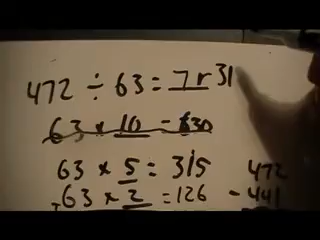 472 ÷ 63 = 7 r 31
63 × 10 = 630
63 × 5 = 315 472
63 × 2 = 126 - 441